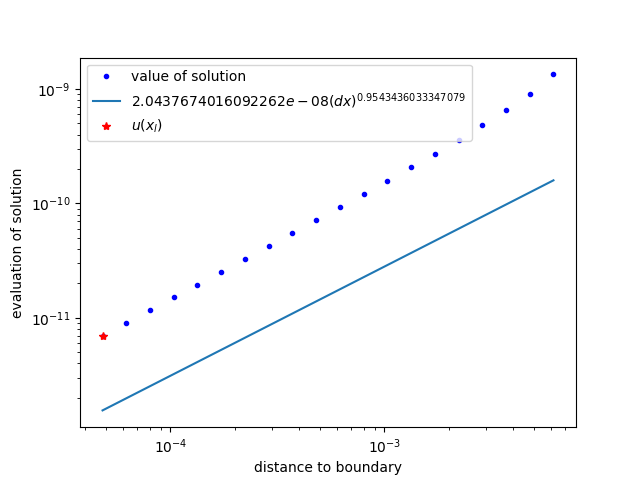 value of solution
2.0437674016092262e − 08(dx)^0.9543436033347079
u(x_l)
10^-9
10^-10
10^-11
evaluation of solution
10^-4
10^-3
distance to boundary